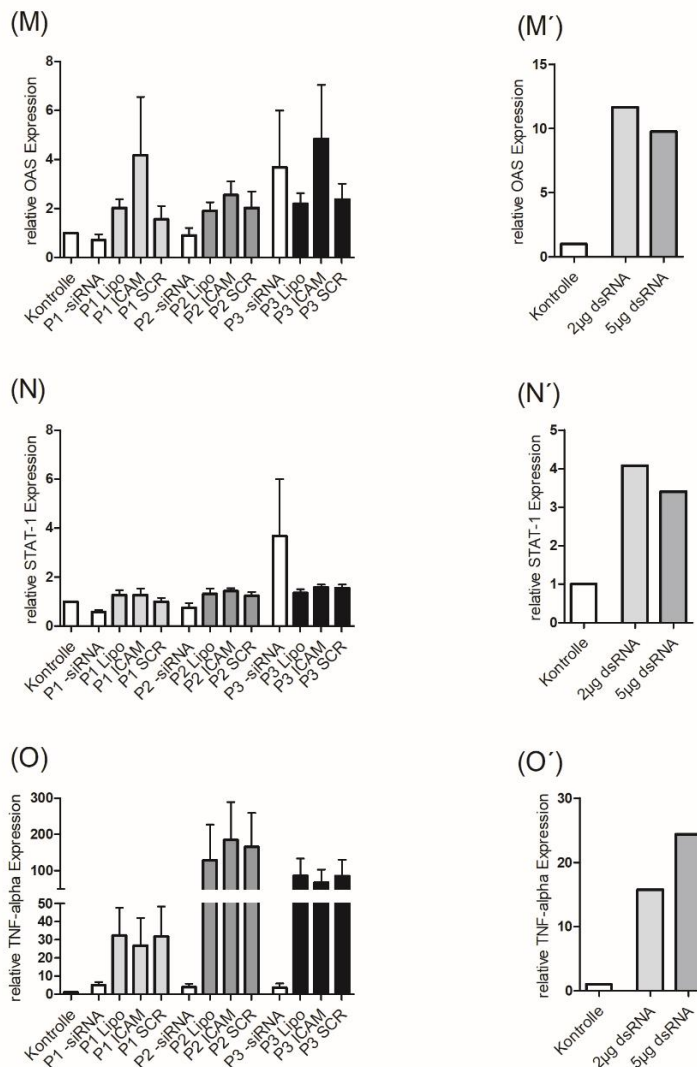 (M)
relative OAS Expression
8
6
4
2
0
Kontrolle
P1 -siRNA
P1 Lipo
P1 ICAM
P1 SCR
P2 -siRNA
P2 Lipo
P2 ICAM
P2 SCR
P3 -siRNA
P3 Lipo
P3 ICAM
P3 SCR
(M´)
relative OAS Expression
15
10
5
0
Kontrolle
2µg dsRNA
5µg dsRNA
(N)
relative STAT-1 Expression
8
6
4
2
0
Kontrolle
P1 -siRNA
P1 Lipo
P1 ICAM
P1 SCR
P2 -siRNA
P2 Lipo
P2 ICAM
P2 SCR
P3 -siRNA
P3 Lipo
P3 ICAM
P3 SCR
(N´)
relative STAT-1 Expression
5
4
3
2
1
0
Kontrolle
2µg dsRNA
5µg dsRNA
(O)
relative TNF-alpha Expression
300
200
100
50
40
30
20
10
0
Kontrolle
P1 -siRNA
P1 Lipo
P1 ICAM
P1 SCR
P2 -siRNA
P2 Lipo
P2 ICAM
P2 SCR
P3 -siRNA
P3 Lipo
P3 ICAM
P3 SCR
(O´)
relative TNF-alpha Expression
30
20
10
0
Kontrolle
2µg dsRNA
5µg dsRNA